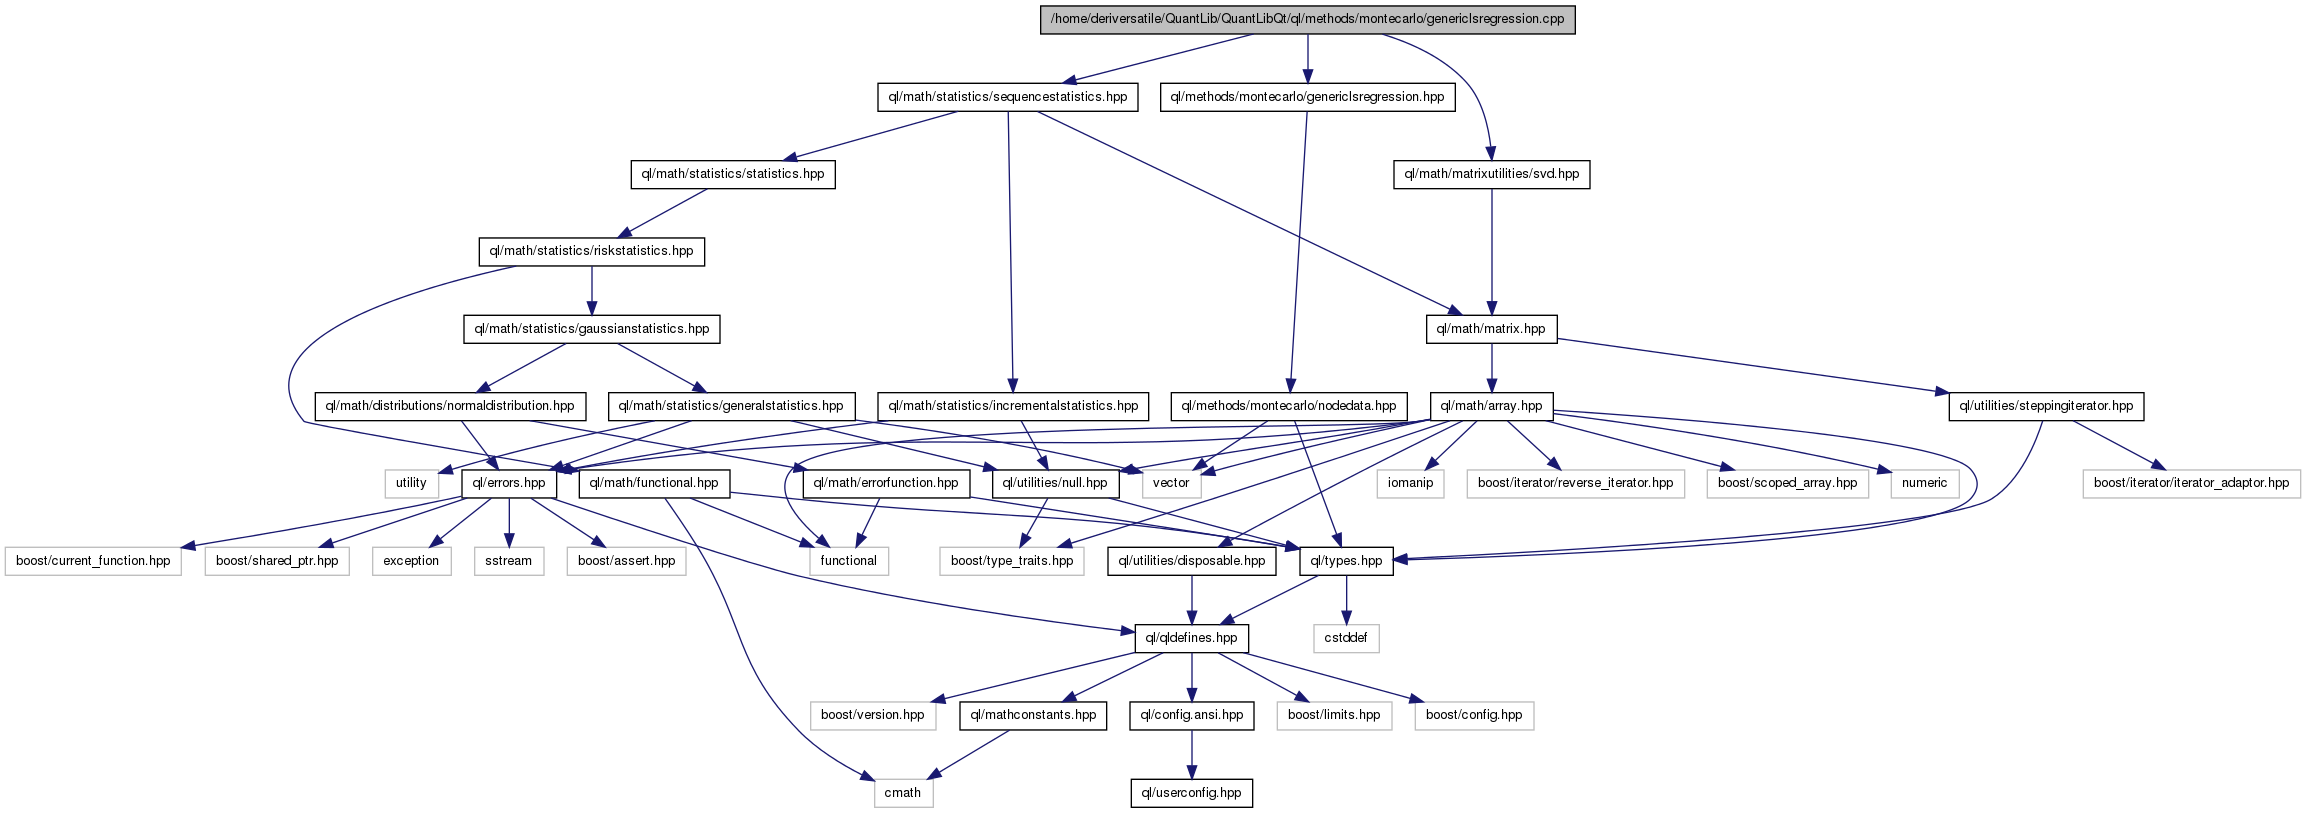 /home/deriversatile/QuantLib/QuantLibQt/ql/methods/montecarlo/genericlsregression.cpp
ql/math/statistics/sequencestatistics.hpp
ql/methods/montecarlo/genericlsregression.hpp
ql/math/statistics/statistics.hpp
ql/math/matrixutilities/svd.hpp
ql/math/statistics/riskstatistics.hpp
ql/math/statistics/gaussianstatistics.hpp
ql/math/matrix.hpp
ql/math/distributions/normaldistribution.hpp
ql/math/statistics/generalstatistics.hpp
ql/math/statistics/incrementalstatistics.hpp
ql/methods/montecarlo/nodedata.hpp
ql/math/array.hpp
ql/utilities/steppingiterator.hpp
utility
ql/errors.hpp
ql/math/functional.hpp
ql/math/errorfunction.hpp
ql/utilities/null.hpp
vector
iomanip
boost/iterator/reverse_iterator.hpp
boost/scoped_array.hpp
numeric
boost/iterator/iterator_adaptor.hpp
boost/current_function.hpp
boost/shared_ptr.hpp
exception
sstream
boost/assert.hpp
functional
boost/type_traits.hpp
ql/utilities/disposable.hpp
ql/types.hpp
ql/qldefines.hpp
cstddef
boost/version.hpp
ql/mathconstants.hpp
ql/config.ansi.hpp
boost/limits.hpp
boost/config.hpp
cmath
ql/userconfig.hpp